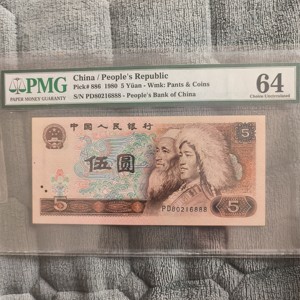 PMG
PAPER MONEY GUARANTY
China / People's Republic
Pick# 886 1980 5 Yüan - Wmk: Pants & Coins
S/N PD80216888 - People's Bank of China
64
Choice Uncirculated
中国人民银行
5
伍圆
5
PD80216888
5